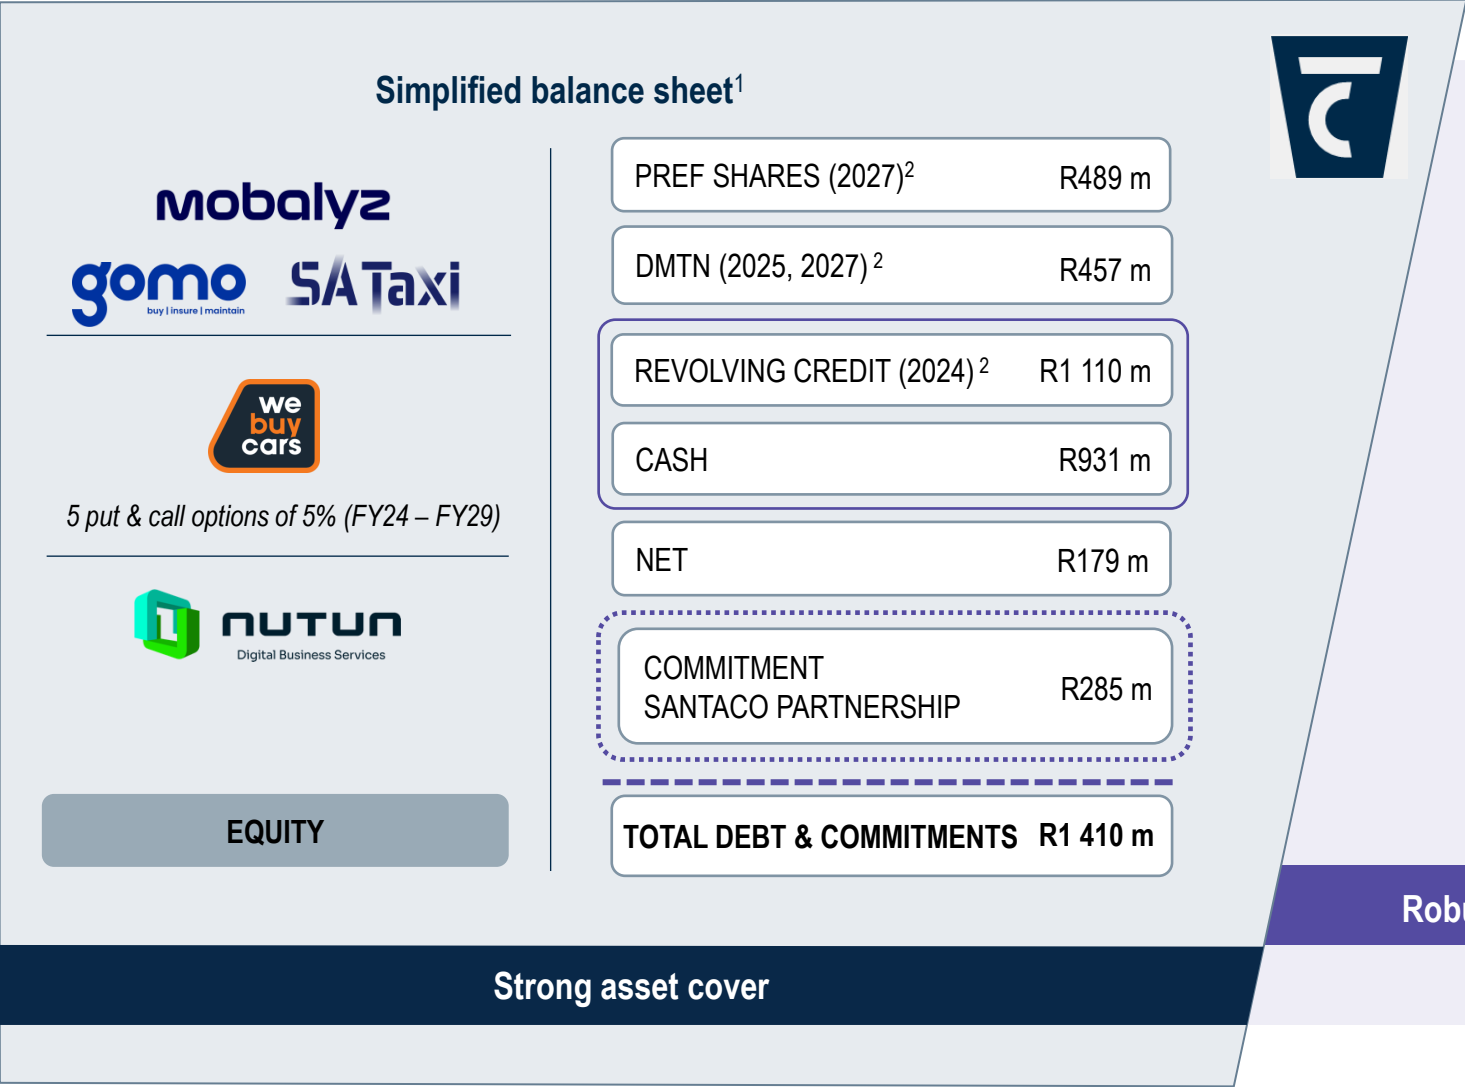 Simplified balance sheet¹
mobalyz
gomo
buy | insure | maintain
SA Taxi
we
buy
cars
5 put & call options of 5% (FY24 – FY29)
nutun
Digital Business Services
EQUITY
PREF SHARES (2027)² R489 m
DMTN (2025, 2027) ² R457 m
REVOLVING CREDIT (2024) ² R1 110 m
CASH R931 m
NET R179 m
COMMITMENT
SANTACO PARTNERSHIP R285 m
TOTAL DEBT & COMMITMENTS R1 410 m
Strong asset cover